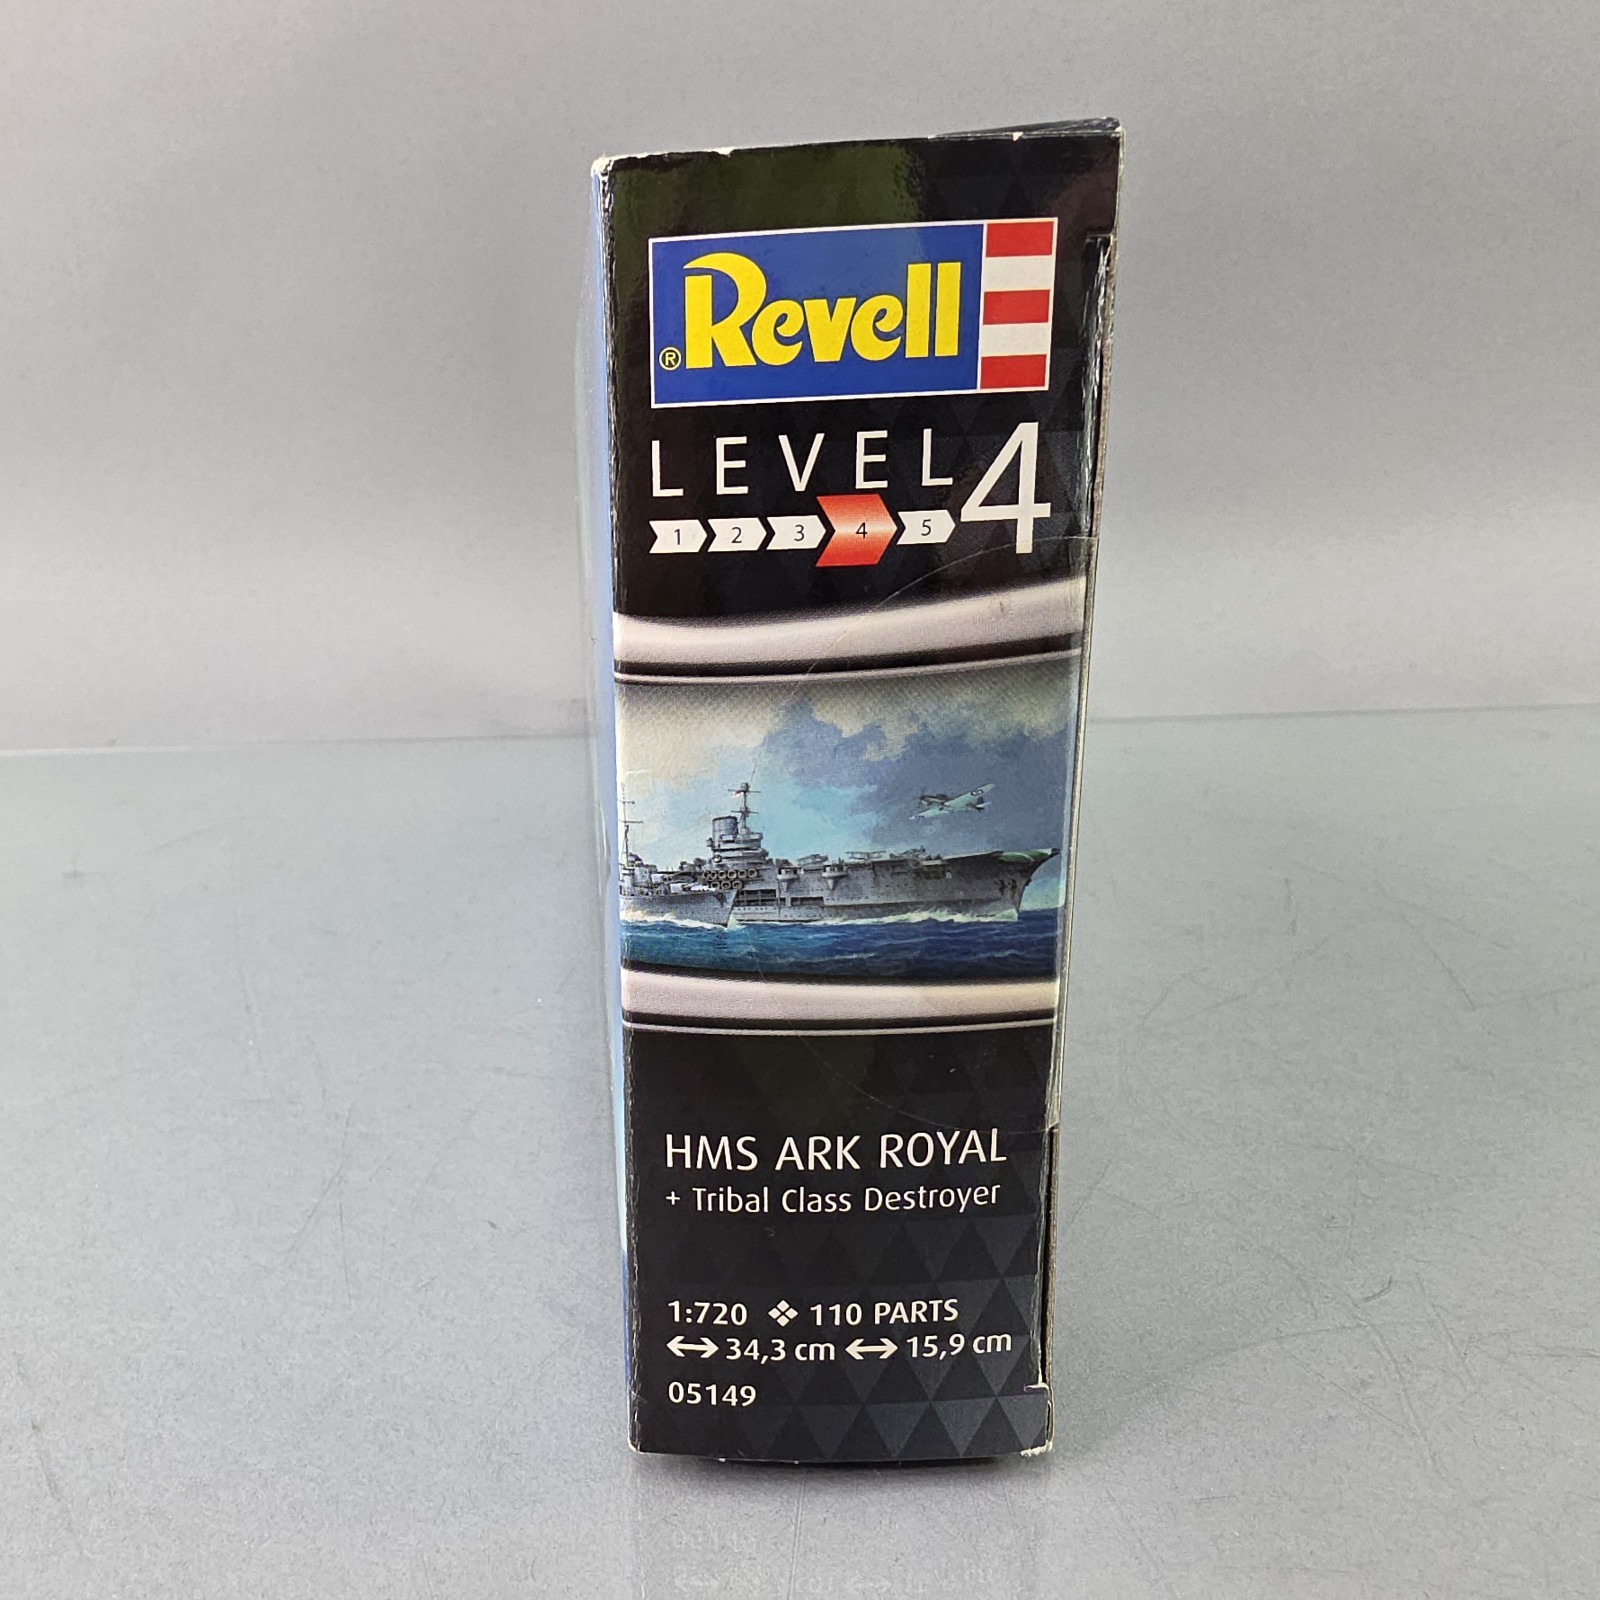 ® Revell
LEVEL 4
1 2 3 4 5
HMS ARK ROYAL
+ Tribal Class Destroyer
1:720 ❖ 110 PARTS
↔ 34,3 cm ↔ 15,9 cm
05149